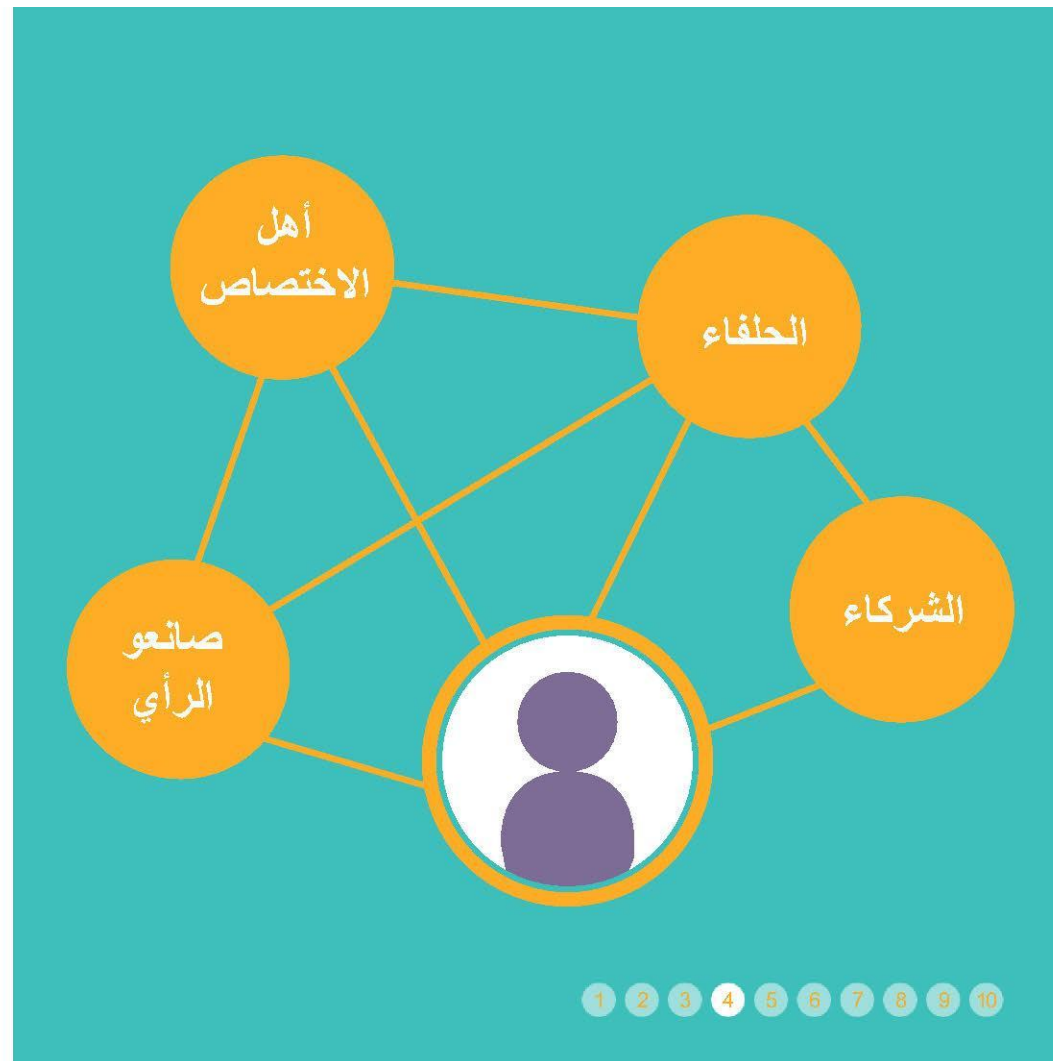 أهل
الاختصاص
الحلفاء
الشركاء
صانعو
الرأي
1 2 3 4 5 6 7 8 9 10